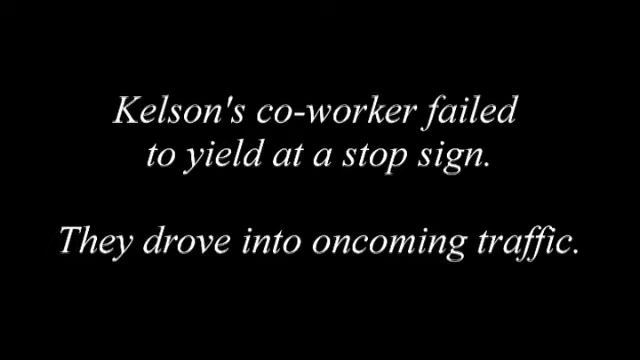 Kelson's co-worker failed
to yield at a stop sign.
They drove into oncoming traffic.